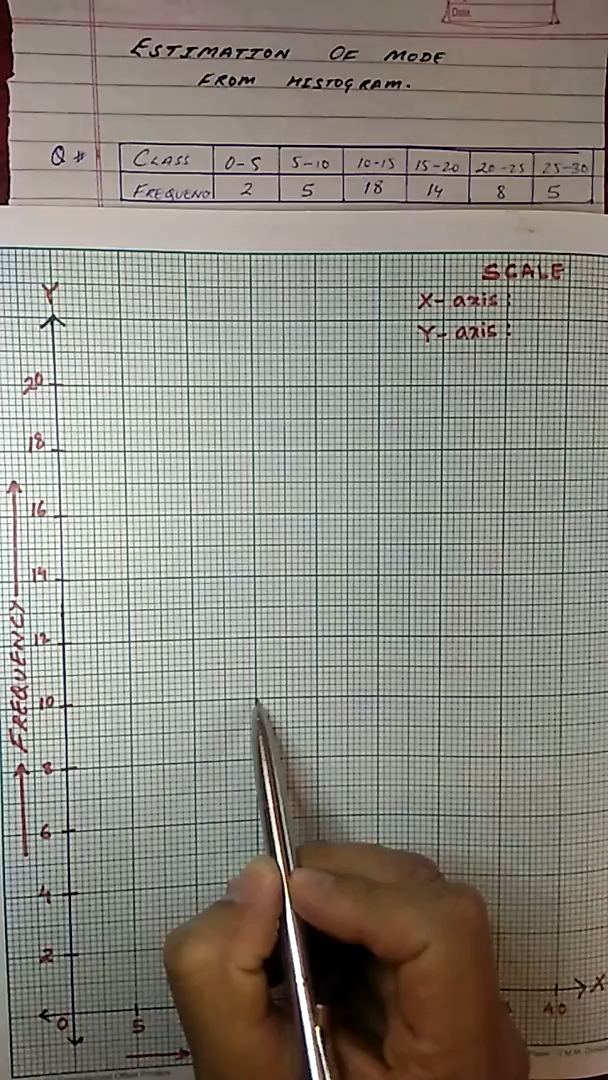 Date
ESTIMATION OF MODE
FROM HISTOGRAM.
Q# CLASS 0-5 5-10 10-15 15-20 20-25 25-30
FREQUENC 2 5 18 14 8 5
SCALE
X- axis :
Y- axis :
Y
20
18
16
14
12
10
8
6
4
2
FREQUENCY
0 5 40 X